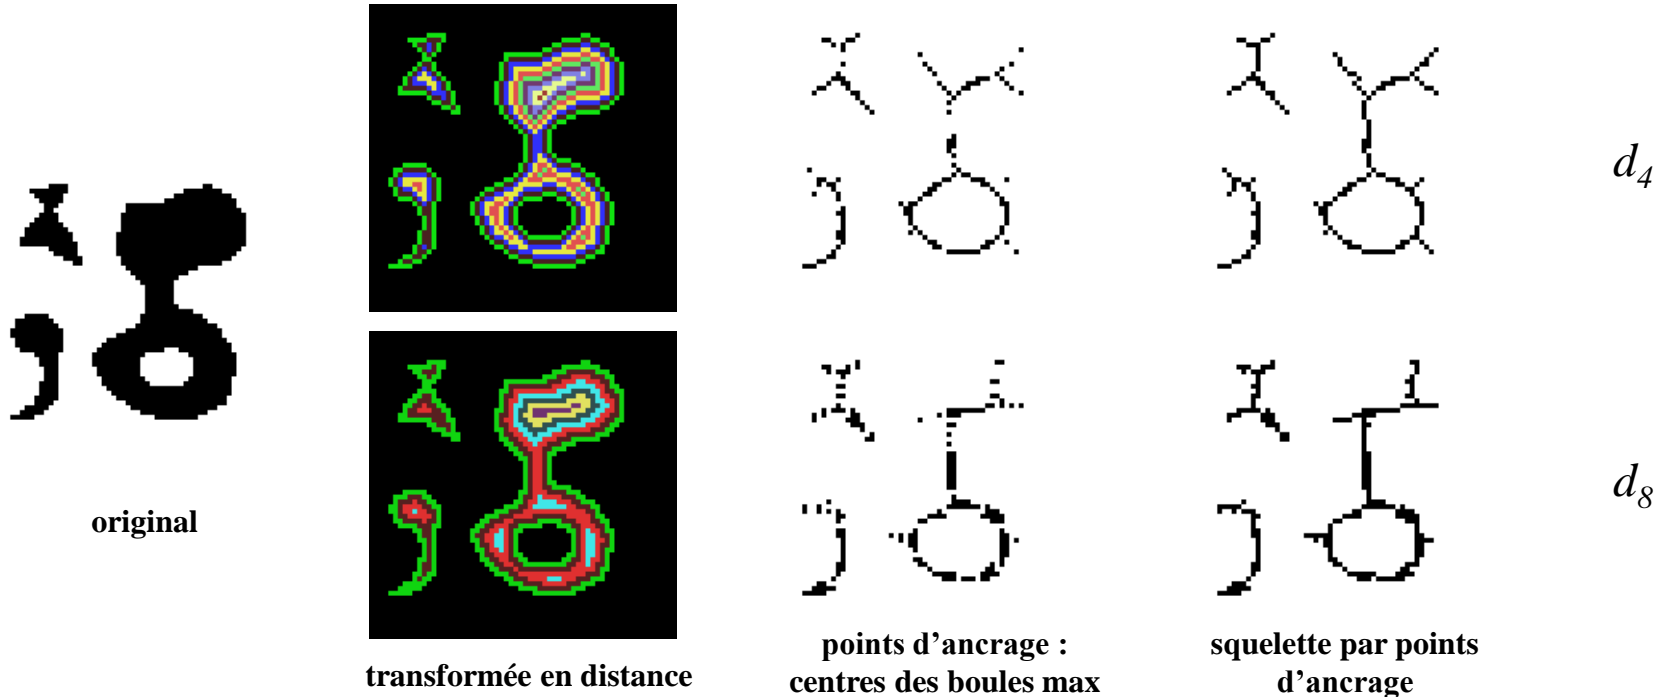 d4
d8
original
transformée en distance
points d’ancrage :
centres des boules max
squelette par points
d’ancrage